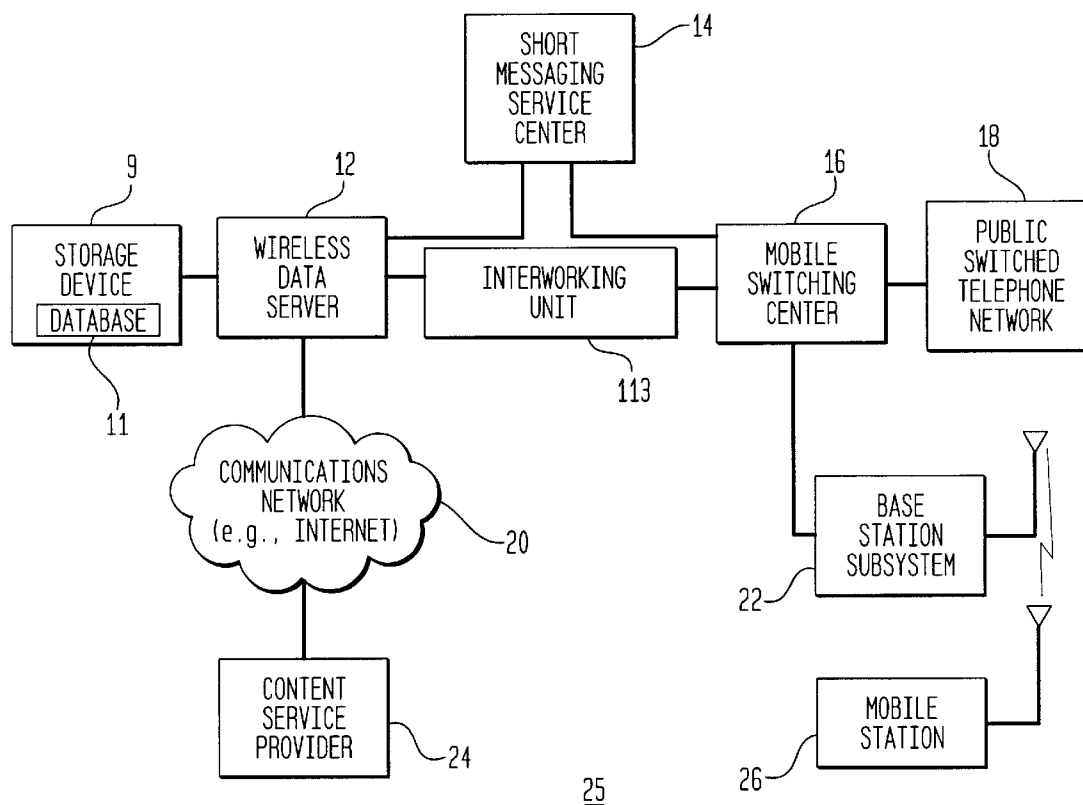 14
SHORT
MESSAGING
SERVICE
CENTER
9
STORAGE
DEVICE
DATABASE
11
12
WIRELESS
DATA
SERVER
INTERWORKING
UNIT
113
16
MOBILE
SWITCHING
CENTER
18
PUBLIC
SWITCHED
TELEPHONE
NETWORK
COMMUNICATIONS
NETWORK
(e.g., INTERNET)
20
BASE
STATION
SUBSYSTEM
22
CONTENT
SERVICE
PROVIDER
24
MOBILE
STATION
26
25